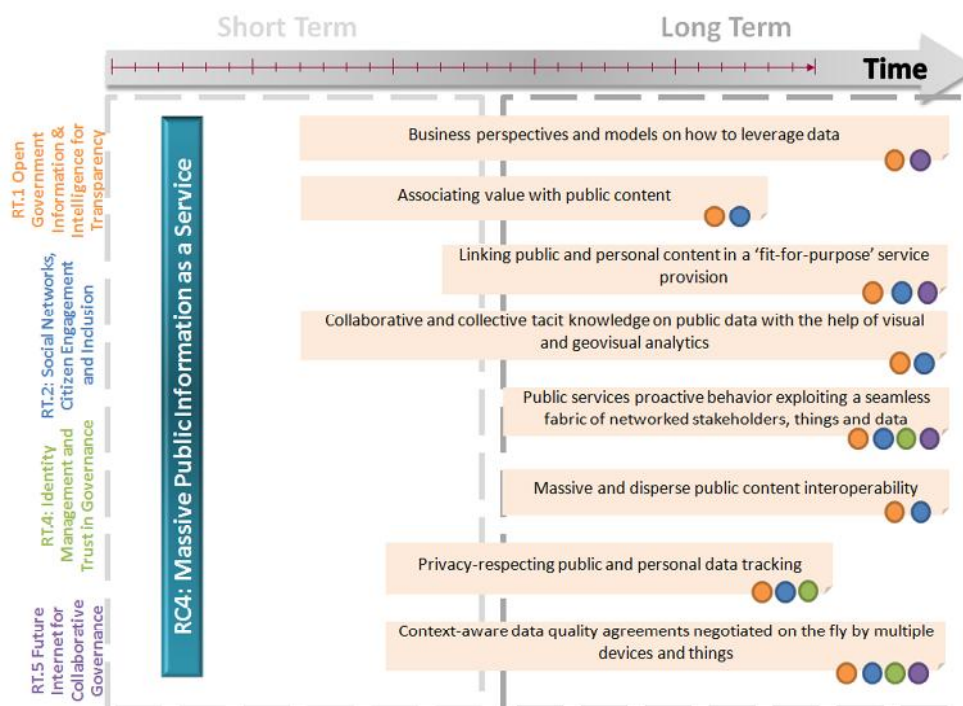 Short Term
Long Term
Time
RT.1 Open
Government
Information &
Intelligence for
Transparency
RT.2: Social Networks,
Citizen Engagement
and Inclusion
RT.4: Identity
Management and
Trust in Governance
RT.5 Future
Internet for
Collaborative
Governance
RC4: Massive Public Information as a Service
Business perspectives and models on how to leverage data
Associating value with public content
Linking public and personal content in a ‘fit-for-purpose’ service
provision
Collaborative and collective tacit knowledge on public data with the help of visual
and geovisual analytics
Public services proactive behavior exploiting a seamless
fabric of networked stakeholders, things and data
Massive and disperse public content interoperability
Privacy-respecting public and personal data tracking
Context-aware data quality agreements negotiated on the fly by multiple
devices and things